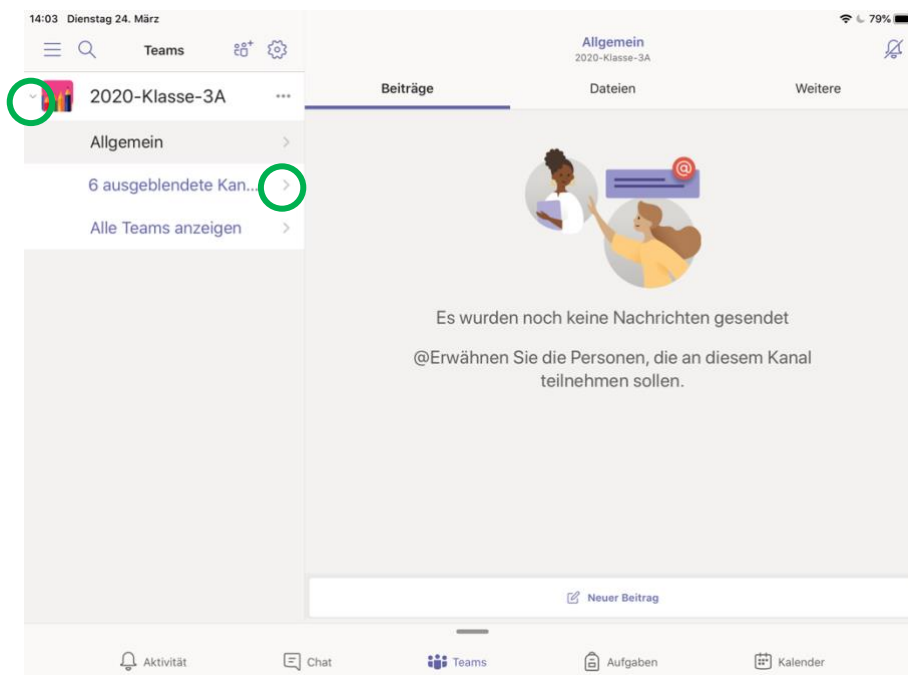 14:03 Dienstag 24. März
79%
Teams
Allgemein
2020-Klasse-3A
2020-Klasse-3A
Beiträge Dateien Weitere
Allgemein
6 ausgeblendete Kan...
Alle Teams anzeigen
@
Es wurden noch keine Nachrichten gesendet
@Erwähnen Sie die Personen, die an diesem Kanal
teilnehmen sollen.
Neuer Beitrag
Aktivität Chat Teams Aufgaben Kalender